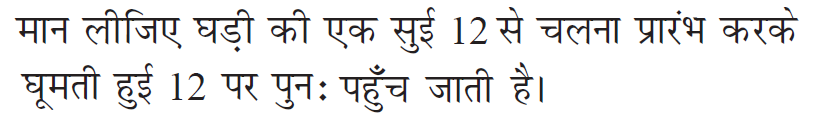 मान लीजिए घड़ी की एक सुई 12 से चलना प्रारंभ करके
घूमती हुई 12 पर पुन: पहुँच जाती है।